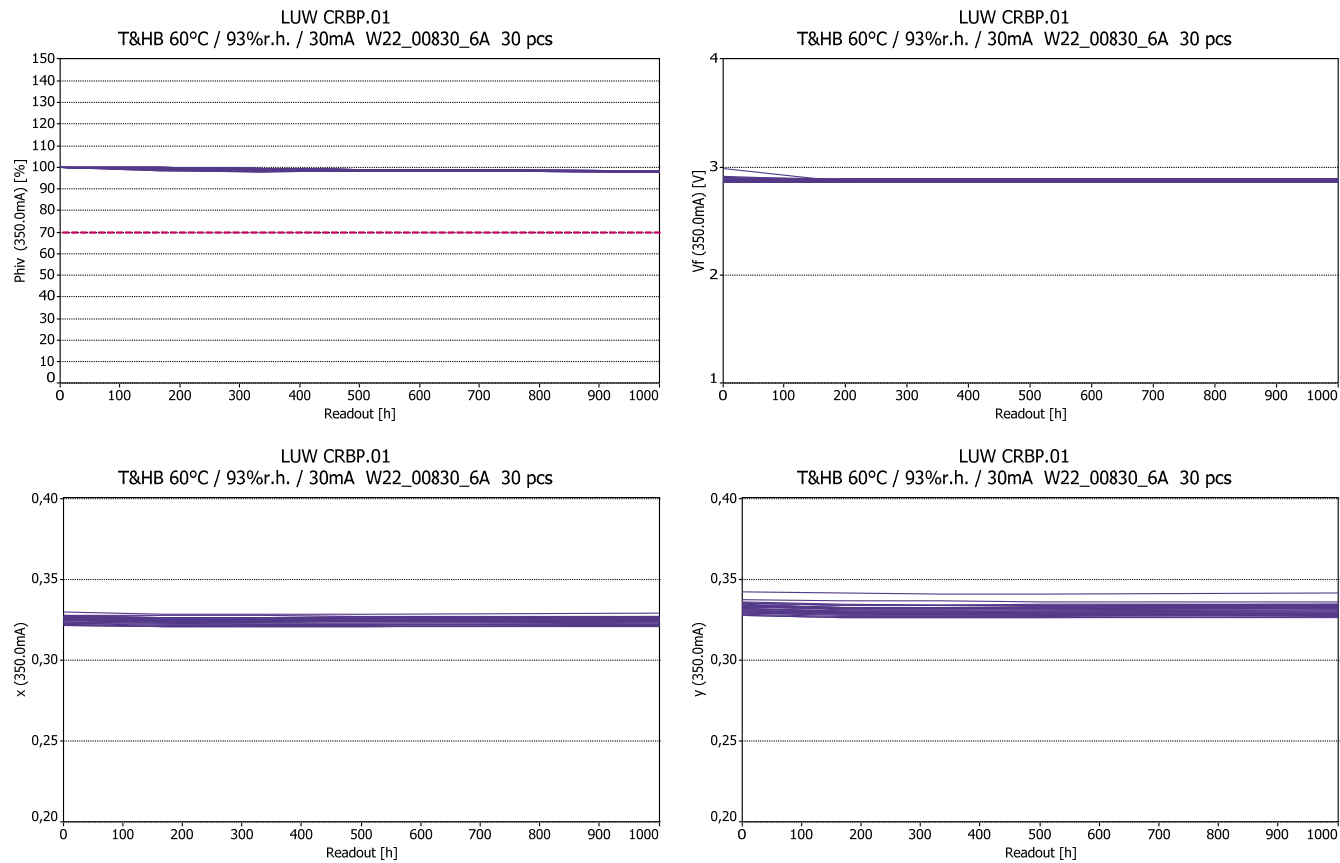 LUW CRBP.01
T&HB 60°C / 93%r.h. / 30mA W22_00830_6A 30 pcs
150
140
130
120
110
100
90
80
70
60
50
40
30
20
10
0
Phiv (350.0mA) [%]
0 100 200 300 400 500 600 700 800 900 1000
Readout [h]
LUW CRBP.01
T&HB 60°C / 93%r.h. / 30mA W22_00830_6A 30 pcs
4
3
2
1
Vf (350.0mA) [V]
0 100 200 300 400 500 600 700 800 900 1000
Readout [h]
LUW CRBP.01
T&HB 60°C / 93%r.h. / 30mA W22_00830_6A 30 pcs
0,40
0,35
0,30
0,25
0,20
x (350.0mA)
0 100 200 300 400 500 600 700 800 900 1000
Readout [h]
LUW CRBP.01
T&HB 60°C / 93%r.h. / 30mA W22_00830_6A 30 pcs
0,40
0,35
0,30
0,25
0,20
y (350.0mA)
0 100 200 300 400 500 600 700 800 900 1000
Readout [h]